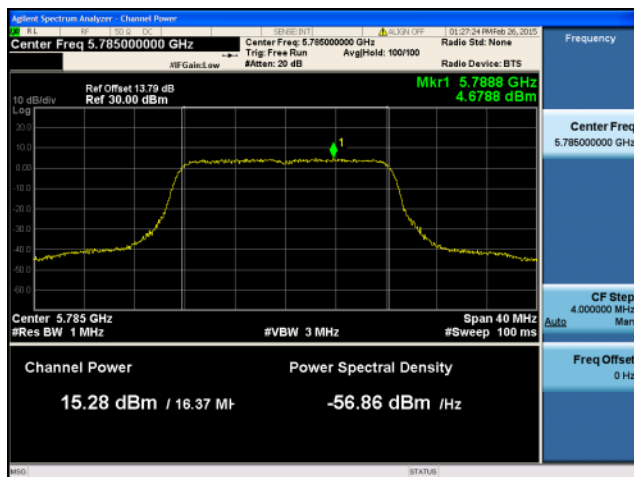 Agilent Spectrum Analyzer - Channel Power
RL RF 50 Ω DC SENSE:INT ALIGN OFF 01:27:24 PM Feb 26, 2015
Center Freq 5.785000000 GHz Center Freq: 5.785000000 GHz Radio Std: None Frequency
Trig: Free Run Avg|Hold: 100/100
#IFGain:Low #Atten: 20 dB Radio Device: BTS
Ref Offset 13.79 dB Mkr1 5.7888 GHz
10 dB/div Ref 30.00 dBm 4.6788 dBm
Log
20.0
1
10.0
0.00
-10.0
-20.0
-30.0
-40.0
-50.0
-60.0
Center 5.785 GHz Span 40 MHz
#Res BW 1 MHz #VBW 3 MHz #Sweep 100 ms
Channel Power Power Spectral Density
15.28 dBm / 16.37 MH -56.86 dBm /Hz
Center Freq
5.785000000 GHz
CF Step
4.000000 MHz
Auto Man
Freq Offset
0 Hz
MSG STATUS